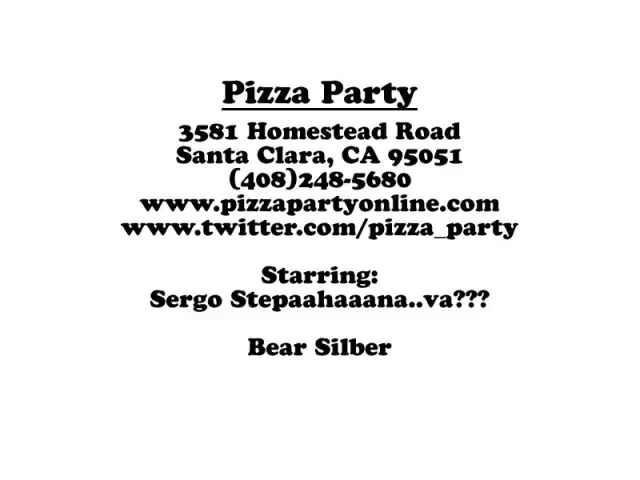 Pizza Party
3581 Homestead Road
Santa Clara, CA 95051
(408)248-5680
www.pizzapartyonline.com
www.twitter.com/pizza_party
Starring:
Sergo Stepaahaaana..va???
Bear Silber